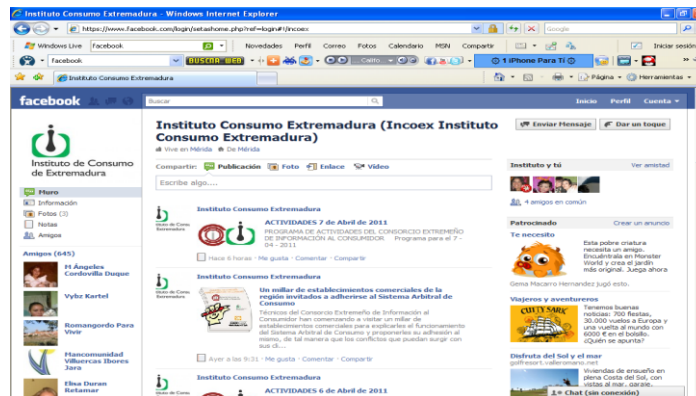 Instituto Consumo Extremadura - Windows Internet Explorer
https://www.facebook.com/login/setashome.php?ref=login#!/incoex
Google
Windows Live
facebook
Novedades Perfil Correo Fotos Calendario MSN Compartir
Iniciar sesión
facebook
BUSCAR WEB
1 iPhone Para Ti
Instituto Consumo Extremadura
Página
Herramientas
facebook
Buscar
Inicio Perfil Cuenta
Instituto de Consumo
de Extremadura
Muro
Información
Fotos (3)
Notas
Amigos
Amigos (645)
M Ángeles
Cordovilla Duque
Vybz Kartel
Romangordo Para
Vivir
Mancomunidad
Villuercas Ibores
Jara
Elisa Duran
Retamar
Instituto Consumo Extremadura (Incoex Instituto
Consumo Extremadura)
Vive en Mérida De Mérida
Compartir: Publicación Foto Enlace Vídeo
Escribe algo....
Instituto Consumo Extremadura
ACTIVIDADES 7 de Abril de 2011
PROGRAMA DE ACTIVIDADES DEL CONSORCIO EXTREMEÑO
DE INFORMACIÓN AL CONSUMIDOR Programa para el 7 -
04 - 2011
Hace 6 horas · Me gusta · Comentar · Compartir
Instituto Consumo Extremadura
Un millar de establecimientos comerciales de la
región invitados a adherirse al Sistema Arbitral de
Consumo
Técnicos del Consorcio Extremeño de Información al
Consumidor han comenzando a visitar un millar de
establecimientos comerciales para explicarles el funcionamiento
del Sistema Arbitral de Consumo y proponerles su adhesión al
mismo, de tal manera que los conflictos que puedan surgir con
sus cli...
Ayer a las 9:31 · Me gusta · Comentar · Compartir
Instituto Consumo Extremadura
ACTIVIDADES 6 de Abril de 2011
Enviar Mensaje
Dar un toque
Instituto y tú
Ver amistad
4 amigos en común
Patrocinado
Crear un anuncio
Te necesito
Esta pobre criatura
necesita un amigo.
Encuéntrala en Monster
World y crea el jardín
más original. Juega ahora
Gema Macarro Hernandez jugó esto.
Viajeros y aventureros
CUTTY SARK
Tenemos buenas
noticias: 700 fiestas,
30.000 vuelos a Europa y
una vuelta al mundo con
6000 € en el bolsillo.
¿Quién se apunta?
Disfruta del Sol y el mar
golfresort.valleromano.net
Viviendas de ensueño en
plena Costa del Sol, con
vistas al mar, garaje,
Chat (sin conexión)